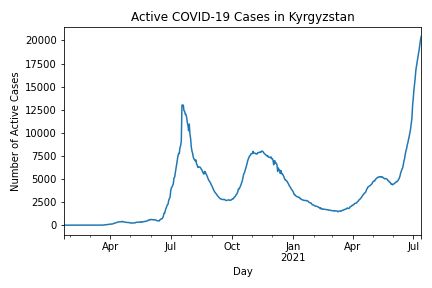 Active COVID-19 Cases in Kyrgyzstan
Number of Active Cases
20000
17500
15000
12500
10000
7500
5000
2500
0
Apr Jul Oct Jan Apr Jul
2021
Day